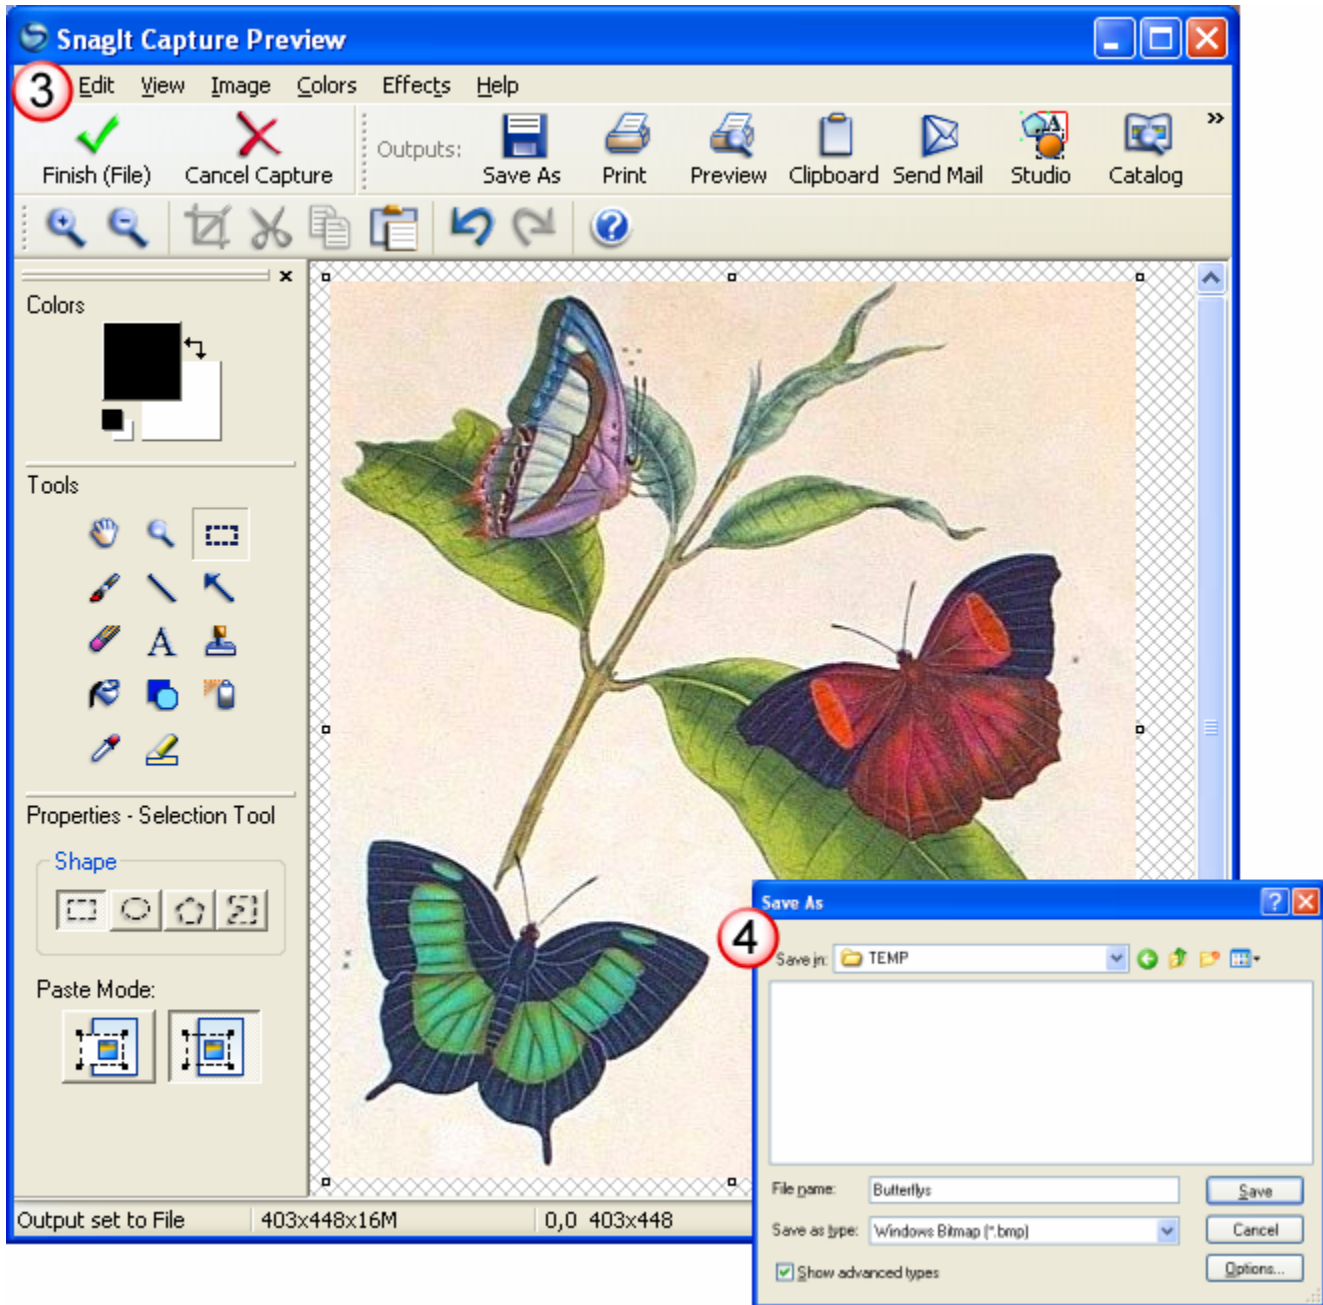 SnagIt Capture Preview
3 Edit View Image Colors Effects Help
Finish (File) Cancel Capture Outputs: Save As Print Preview Clipboard Send Mail Studio Catalog »
Colors
Tools
A
Properties - Selection Tool
Shape
Paste Mode:
Output set to File 403x448x16M 0,0 403x448
4 Save As
Save in: TEMP
File name: Butterflys Save
Save as type: Windows Bitmap (*.bmp) Cancel
Show advanced types Options...